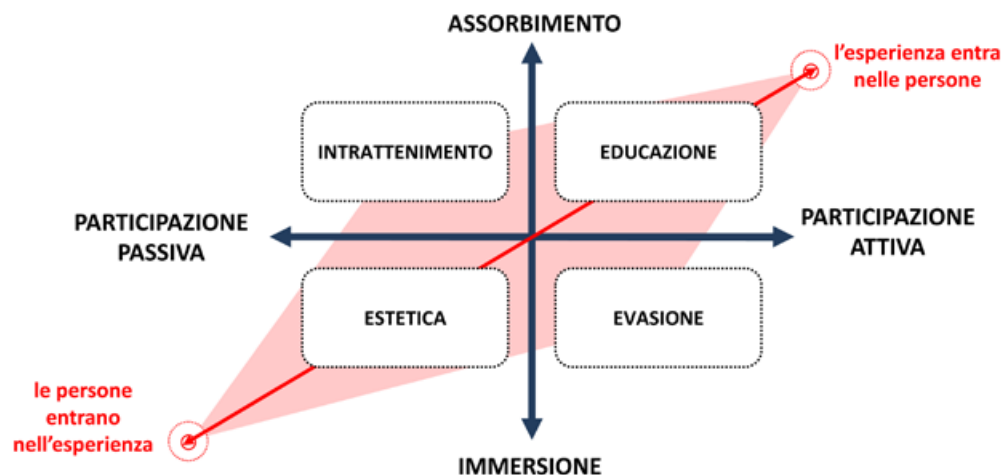 ASSORBIMENTO
l'esperienza entra
nelle persone
INTRATTENIMENTO
EDUCAZIONE
PARTICIPAZIONE
PASSIVA
PARTICIPAZIONE
ATTIVA
ESTETICA
EVASIONE
le persone
entrano
nell'esperienza
IMMERSIONE